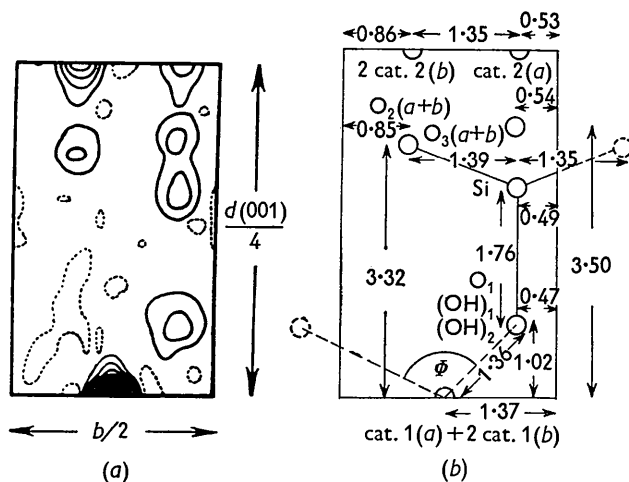 d(001)
4
b/2
(a)
0·86 1·35 0·53
2 cat. 2(b) cat. 2(a)
O2(a+b) 0·54
0·85 O3(a+b)
1·39 1·35
Si
0·49
1·76
3·32 3·50
(OH)1 0·47
(OH)2
Φ 1·36 1·02
1·37
cat. 1(a) + 2 cat. 1(b)
(b)